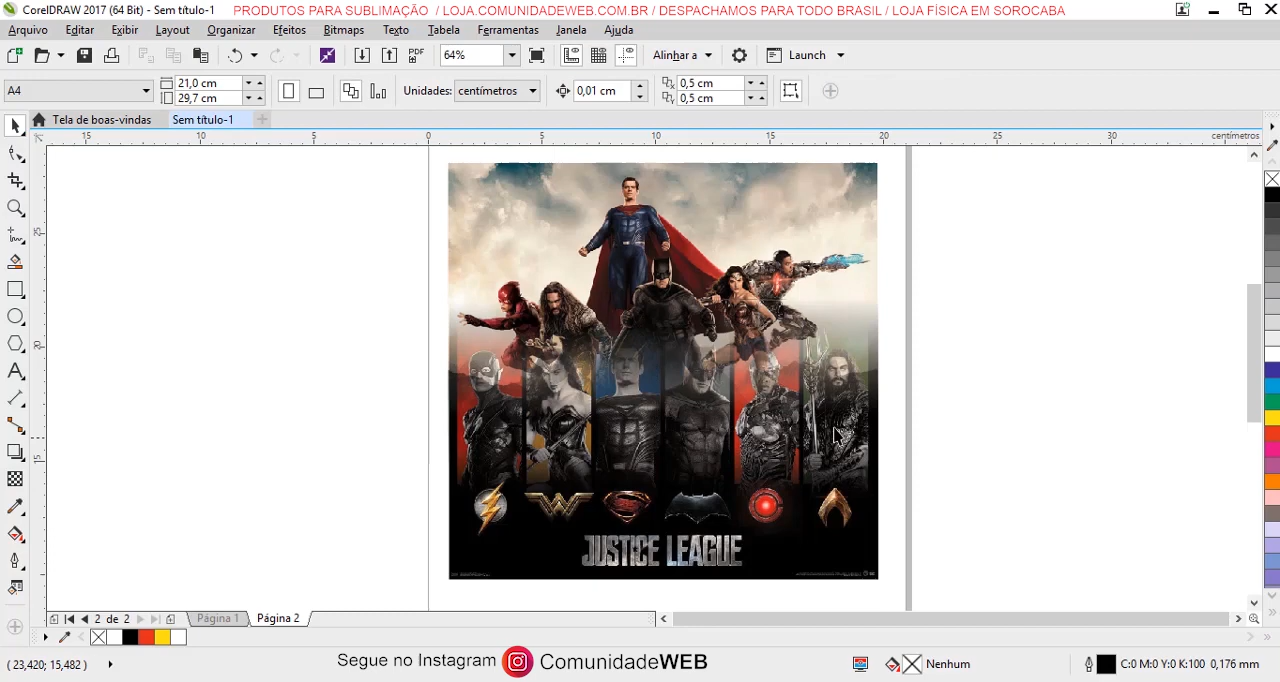 CorelDRAW 2017 (64 Bit) - Sem título-1
PRODUTOS PARA SUBLIMAÇÃO / LOJA.COMUNIDADEWEB.COM.BR / DESPACHAMOS PARA TODO BRASIL / LOJA FÍSICA EM SOROCABA
Arquivo Editar Exibir Layout Organizar Efeitos Bitmaps Texto Tabela Ferramentas Janela Ajuda
PDF 64% Alinhar a Launch
A4 21,0 cm 29,7 cm Unidades: centímetros 0,01 cm 0,5 cm 0,5 cm
Tela de boas-vindas Sem título-1
15 10 5 0 5 10 15 20 25 30 centímetros
25
20
15
JUSTICE LEAGUE
2 de 2 Página 1 Página 2
( 23,420; 15,482 ) Segue no Instagram ComunidadeWEB Nenhum C:0 M:0 Y:0 K:100 0,176 mm